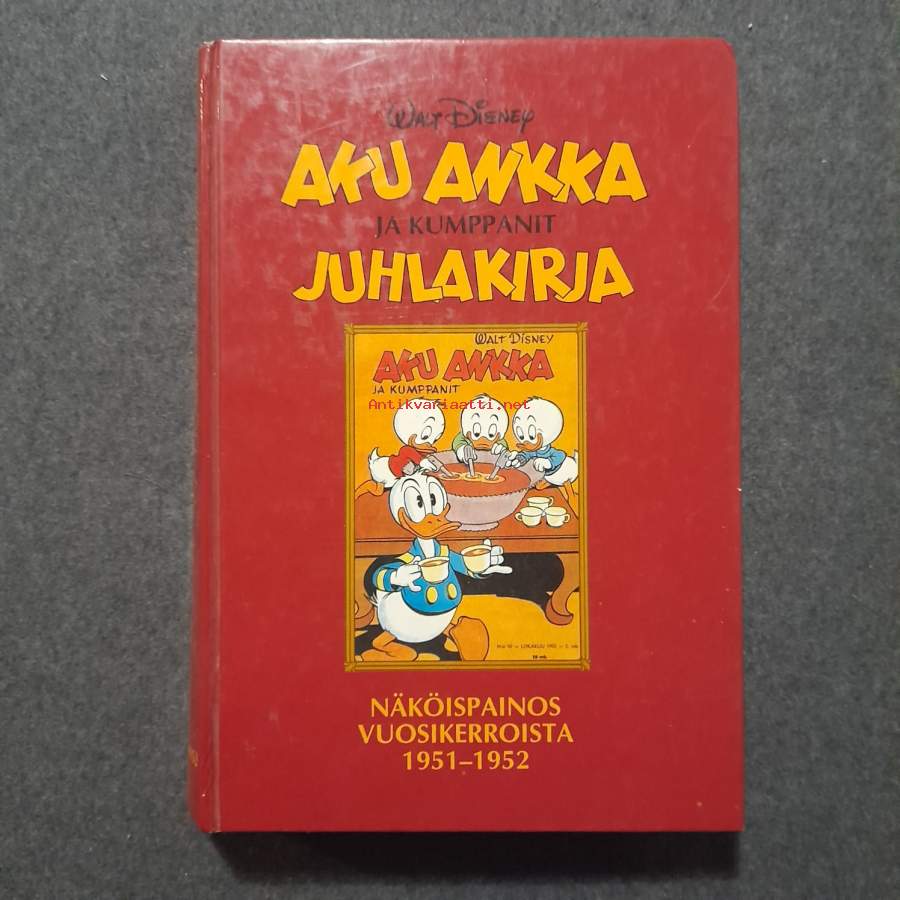 WALT DISNEY
AKU ANKKA
JA KUMPPANIT
JUHLAKIRJA
WALT DISNEY
AKU ANKKA
JA KUMPPANIT
Antikvariaatti.net
NÄKÖISPAINOS
VUOSIKERROISTA
1951–1952